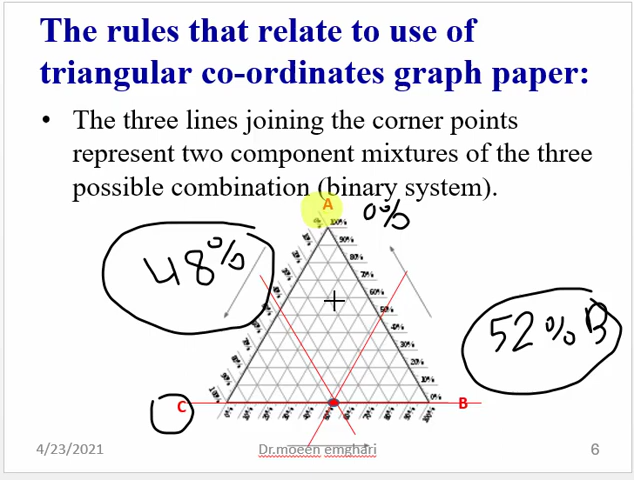 The rules that relate to use of
triangular co-ordinates graph paper:
• The three lines joining the corner points
represent two component mixtures of the three
possible combination (binary system).
A 0%
100%
90%
80%
70%
60%
50%
40%
30%
20%
10%
0%
48%
52% B
C B
4/23/2021 Dr.moeen emghari 6